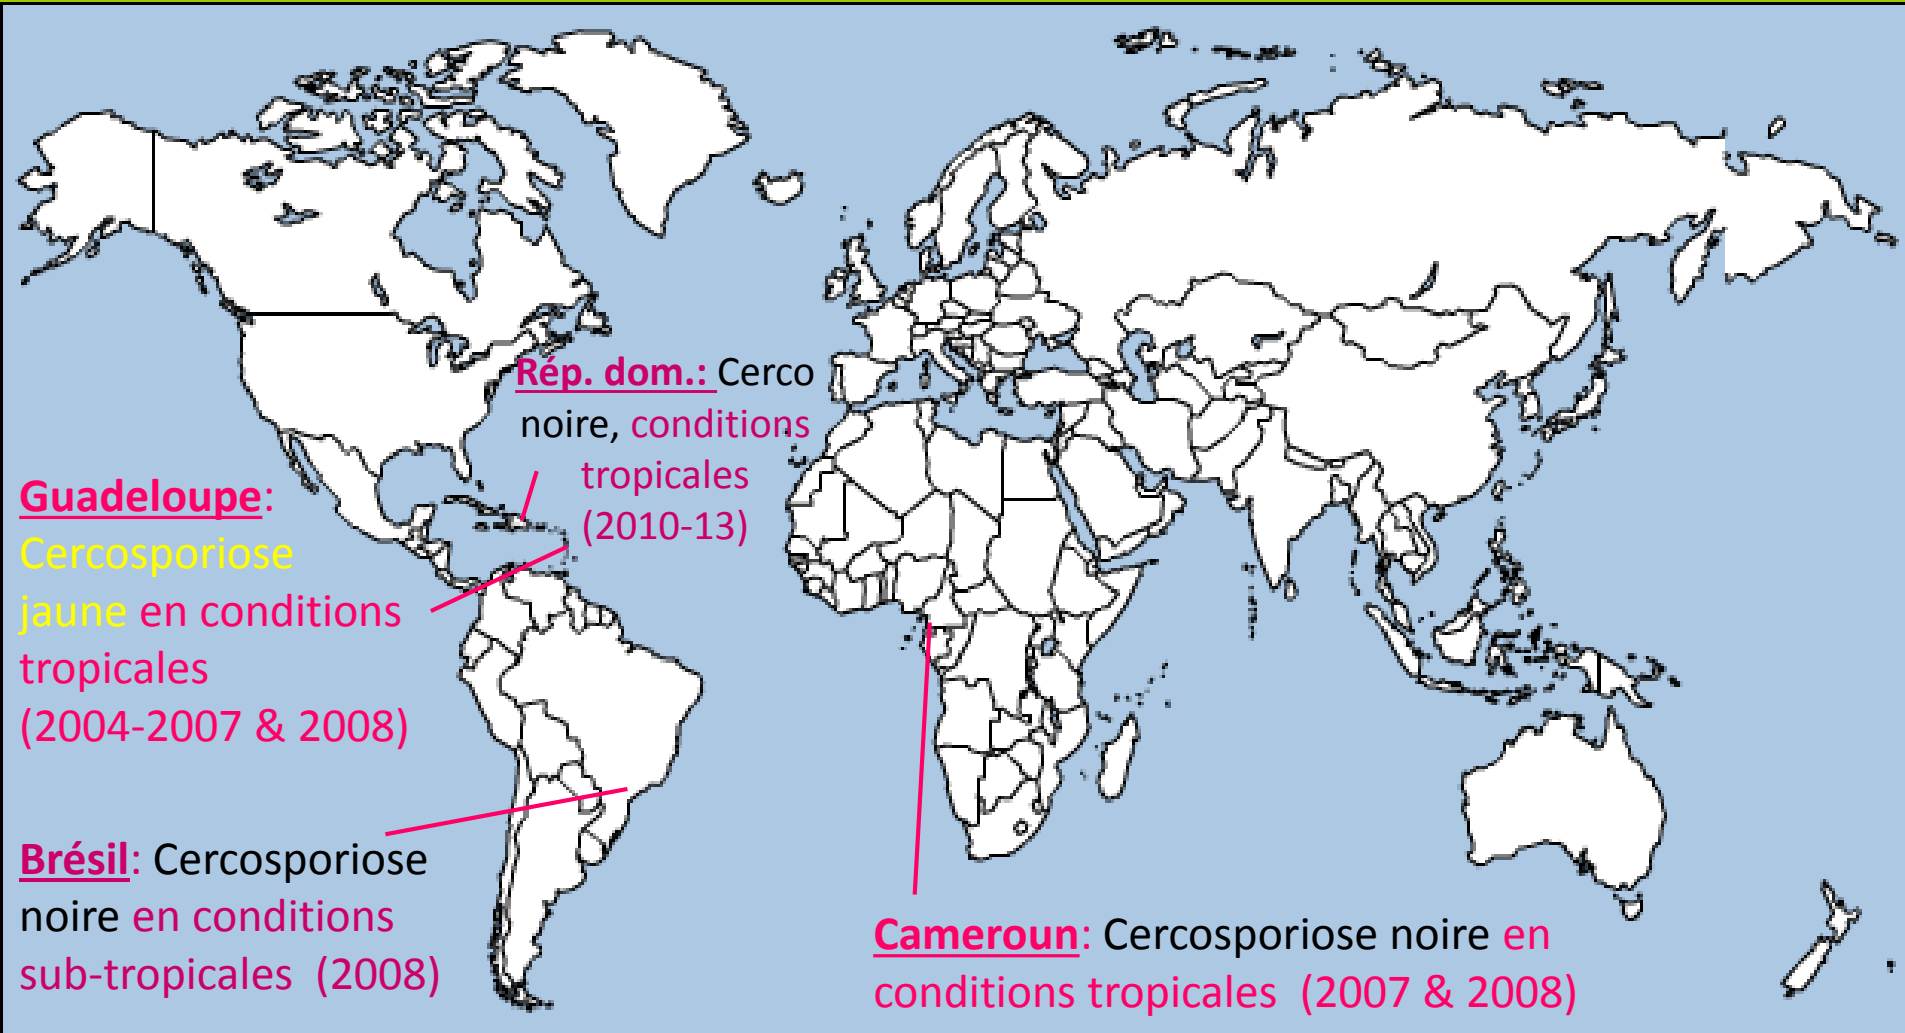 Rép. dom.: Cerco
noire, conditions
tropicales
(2010-13)
Guadeloupe:
Cercosporiose
jaune en conditions
tropicales
(2004-2007 & 2008)
Brésil: Cercosporiose
noire en conditions
sub-tropicales (2008)
Cameroun: Cercosporiose noire en
conditions tropicales (2007 & 2008)